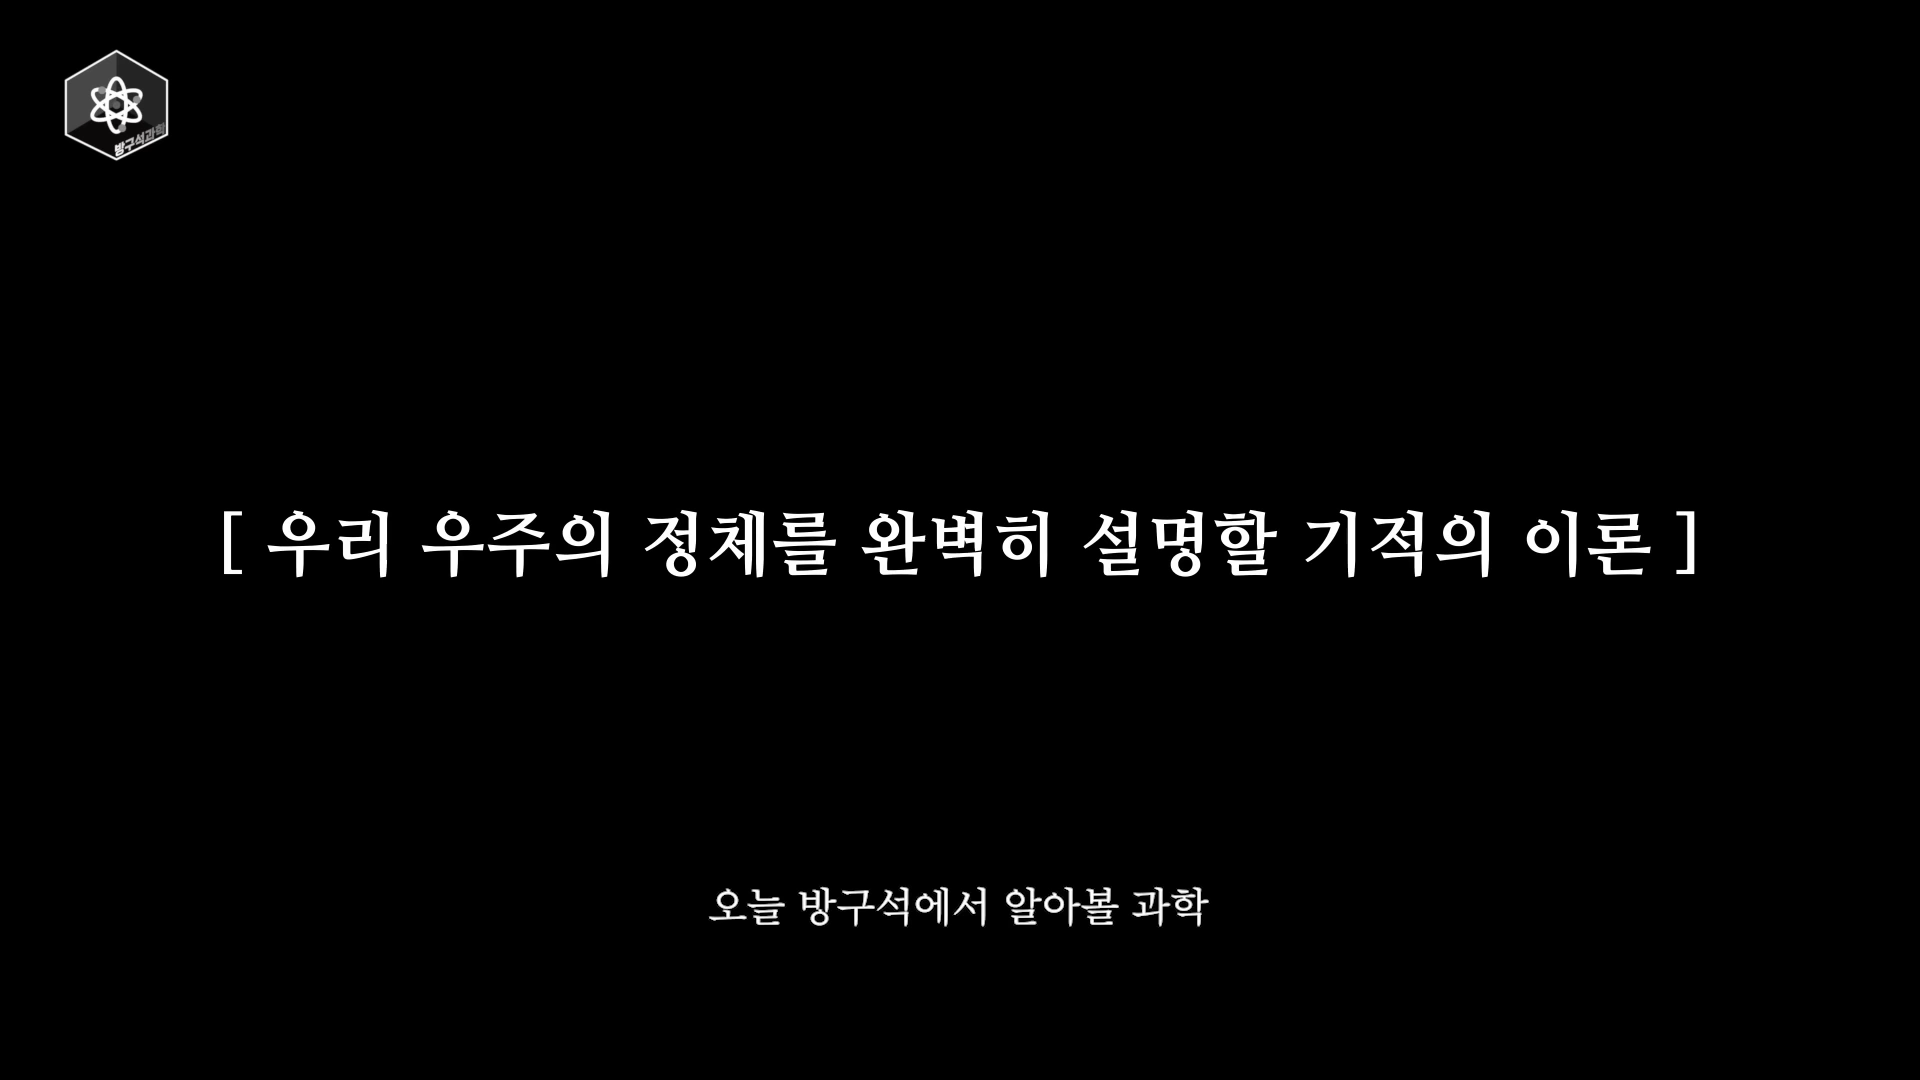 방구석과학
[ 우리 우주의 정체를 완벽히 설명할 기적의 이론 ]
오늘 방구석에서 알아볼 과학